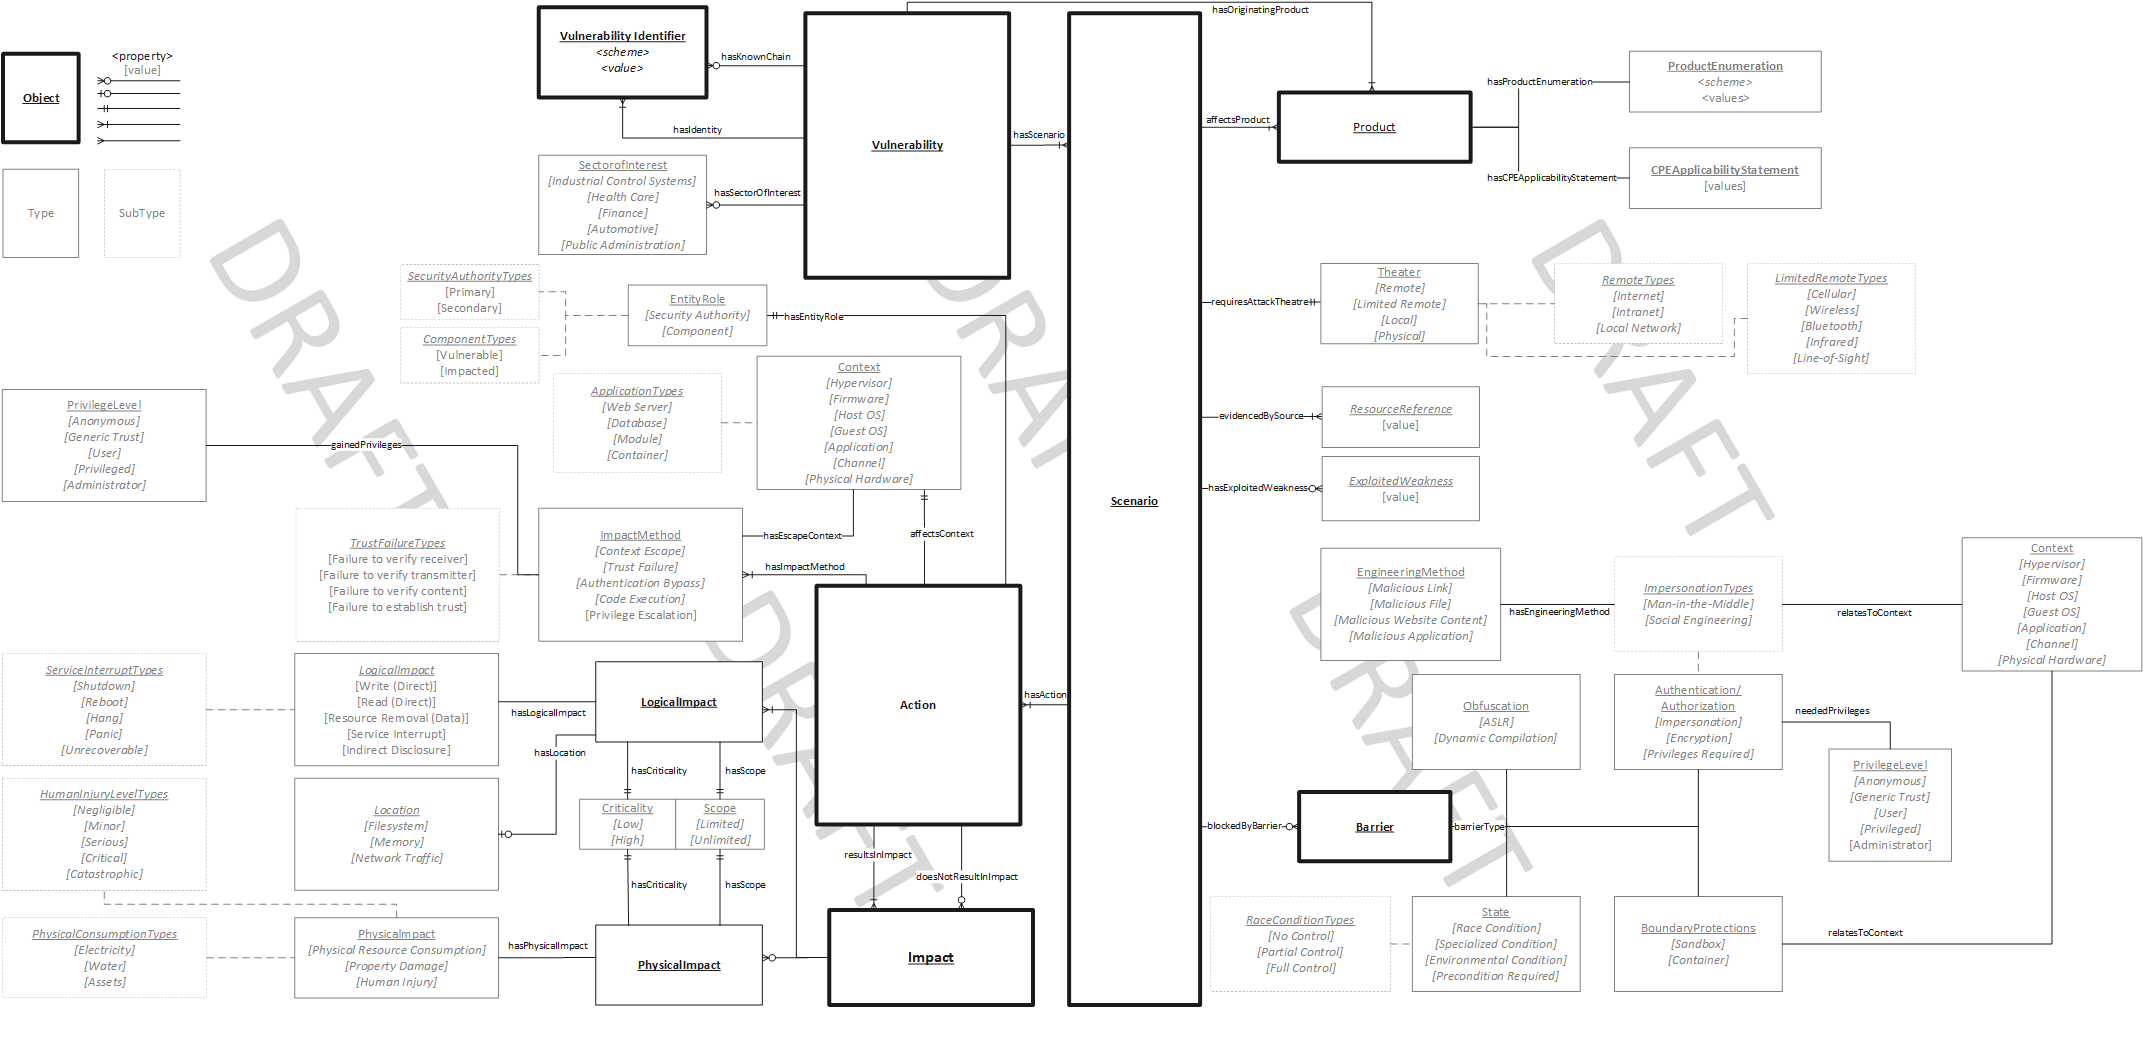 Object
<property>
[value]
Type
SubType
Vulnerability Identifier
<scheme>
<value>
hasKnownChain
hasIdentity
SectorofInterest
[Industrial Control Systems]
[Health Care]
[Finance]
[Automotive]
[Public Administration]
hasSectorOfInterest
Vulnerability
hasScenario
hasOriginatingProduct
Scenario
affectsProduct
Product
hasProductEnumeration
ProductEnumeration
<scheme>
<values>
hasCPEApplicabilityStatement
CPEApplicabilityStatement
[values]
SecurityAuthorityTypes
[Primary]
[Secondary]
ComponentTypes
[Vulnerable]
[Impacted]
EntityRole
[Security Authority]
[Component]
hasEntityRole
requiresAttackTheatre
Theater
[Remote]
[Limited Remote]
[Local]
[Physical]
RemoteTypes
[Internet]
[Intranet]
[Local Network]
LimitedRemoteTypes
[Cellular]
[Wireless]
[Bluetooth]
[Infrared]
[Line-of-Sight]
ApplicationTypes
[Web Server]
[Database]
[Module]
[Container]
Context
[Hypervisor]
[Firmware]
[Host OS]
[Guest OS]
[Application]
[Channel]
[Physical Hardware]
PrivilegeLevel
[Anonymous]
[Generic Trust]
[User]
[Privileged]
[Administrator]
gainedPrivileges
evidencedBySource
ResourceReference
[value]
hasExploitedWeakness
ExploitedWeakness
[value]
TrustFailureTypes
[Failure to verify receiver]
[Failure to verify transmitter]
[Failure to verify content]
[Failure to establish trust]
ImpactMethod
[Context Escape]
[Trust Failure]
[Authentication Bypass]
[Code Execution]
[Privilege Escalation]
hasEscapeContext
affectsContext
hasImpactMethod
EngineeringMethod
[Malicious Link]
[Malicious File]
[Malicious Website Content]
[Malicious Application]
hasEngineeringMethod
ImpersonationTypes
[Man-in-the-Middle]
[Social Engineering]
relatesToContext
Context
[Hypervisor]
[Firmware]
[Host OS]
[Guest OS]
[Application]
[Channel]
[Physical Hardware]
ServiceInterruptTypes
[Shutdown]
[Reboot]
[Hang]
[Panic]
[Unrecoverable]
LogicalImpact
[Write (Direct)]
[Read (Direct)]
[Resource Removal (Data)]
[Service Interrupt]
[Indirect Disclosure]
hasLogicalImpact
LogicalImpact
hasLocation
Action
hasAction
Obfuscation
[ASLR]
[Dynamic Compilation]
Authentication/
Authorization
[Impersonation]
[Encryption]
[Privileges Required]
neededPrivileges
PrivilegeLevel
[Anonymous]
[Generic Trust]
[User]
[Privileged]
[Administrator]
HumanInjuryLevelTypes
[Negligible]
[Minor]
[Serious]
[Critical]
[Catastrophic]
Location
[Filesystem]
[Memory]
[Network Traffic]
hasCriticality
hasScope
Criticality
[Low]
[High]
Scope
[Limited]
[Unlimited]
hasCriticality
hasScope
resultsInImpact
doesNotResultInImpact
blockedByBarrier
Barrier
barrierType
PhysicalConsumptionTypes
[Electricity]
[Water]
[Assets]
PhysicaImpact
[Physical Resource Consumption]
[Property Damage]
[Human Injury]
hasPhysicalImpact
PhysicalImpact
Impact
RaceConditionTypes
[No Control]
[Partial Control]
[Full Control]
State
[Race Condition]
[Specialized Condition]
[Environmental Condition]
[Precondition Required]
BoundaryProtections
[Sandbox]
[Container]
relatesToContext
DRAFT
DRAFT
DRAFT
DRAFT
DRAFT